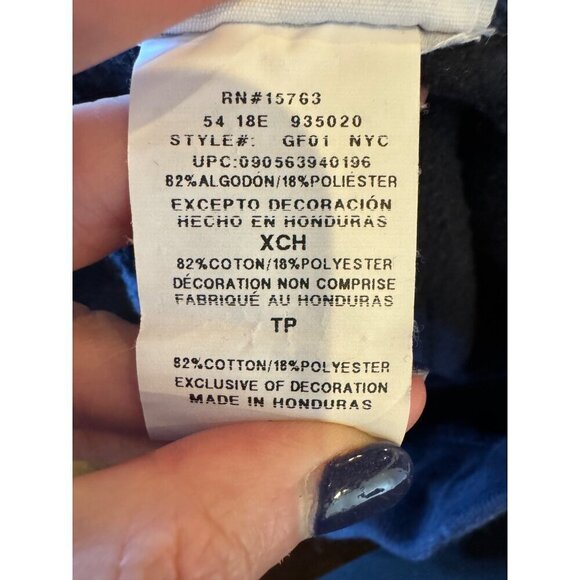 RN#15763
54 18E 935020
STYLE#: GF01 NYC
UPC:090563940196
82%ALGODÓN/18%POLIÉSTER
EXCEPTO DECORACIÓN
HECHO EN HONDURAS
XCH
82%COTON/18%POLYESTER
DÉCORATION NON COMPRISE
FABRIQUÉ AU HONDURAS
TP
82%COTTON/18%POLYESTER
EXCLUSIVE OF DECORATION
MADE IN HONDURAS